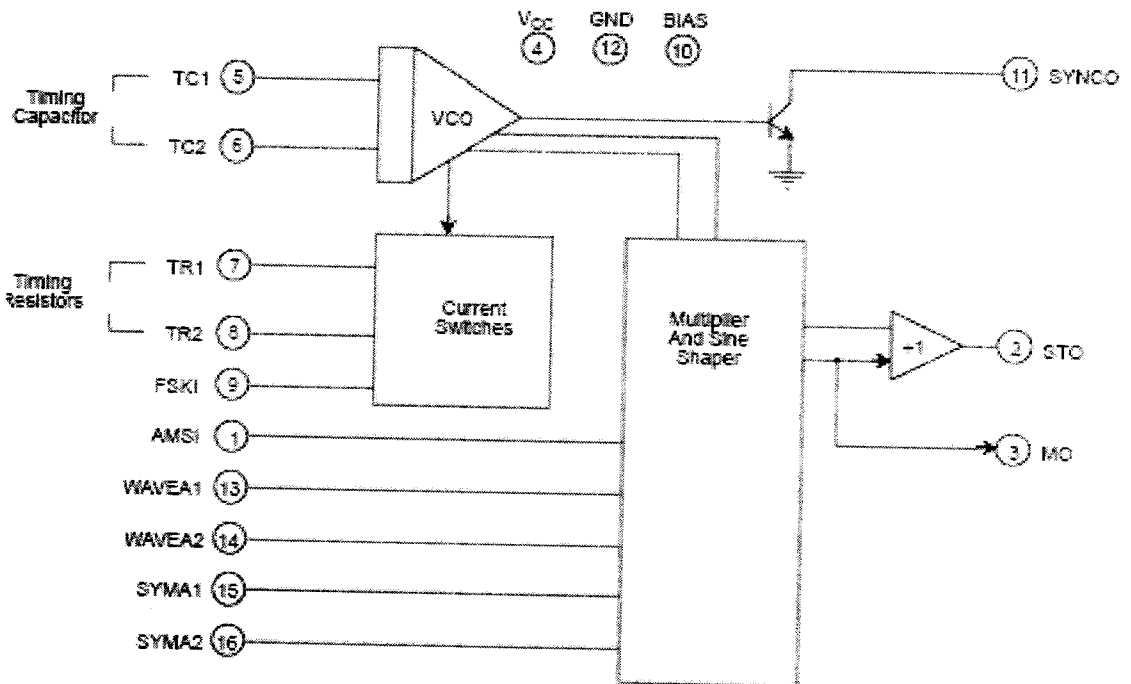 VCC GND BIAS
4 12 10
TC1 5
11 SYNCO
Timing
Capacitor
VCO
TC2 6
TR1 7
Timing
Resistors
Current
Switches
Multiplier
And Sine
Shaper
TR2 8
+1
2 STO
FSKI 9
AMSI 1
3 MO
WAVEA1 13
WAVEA2 14
SYMA1 15
SYMA2 16